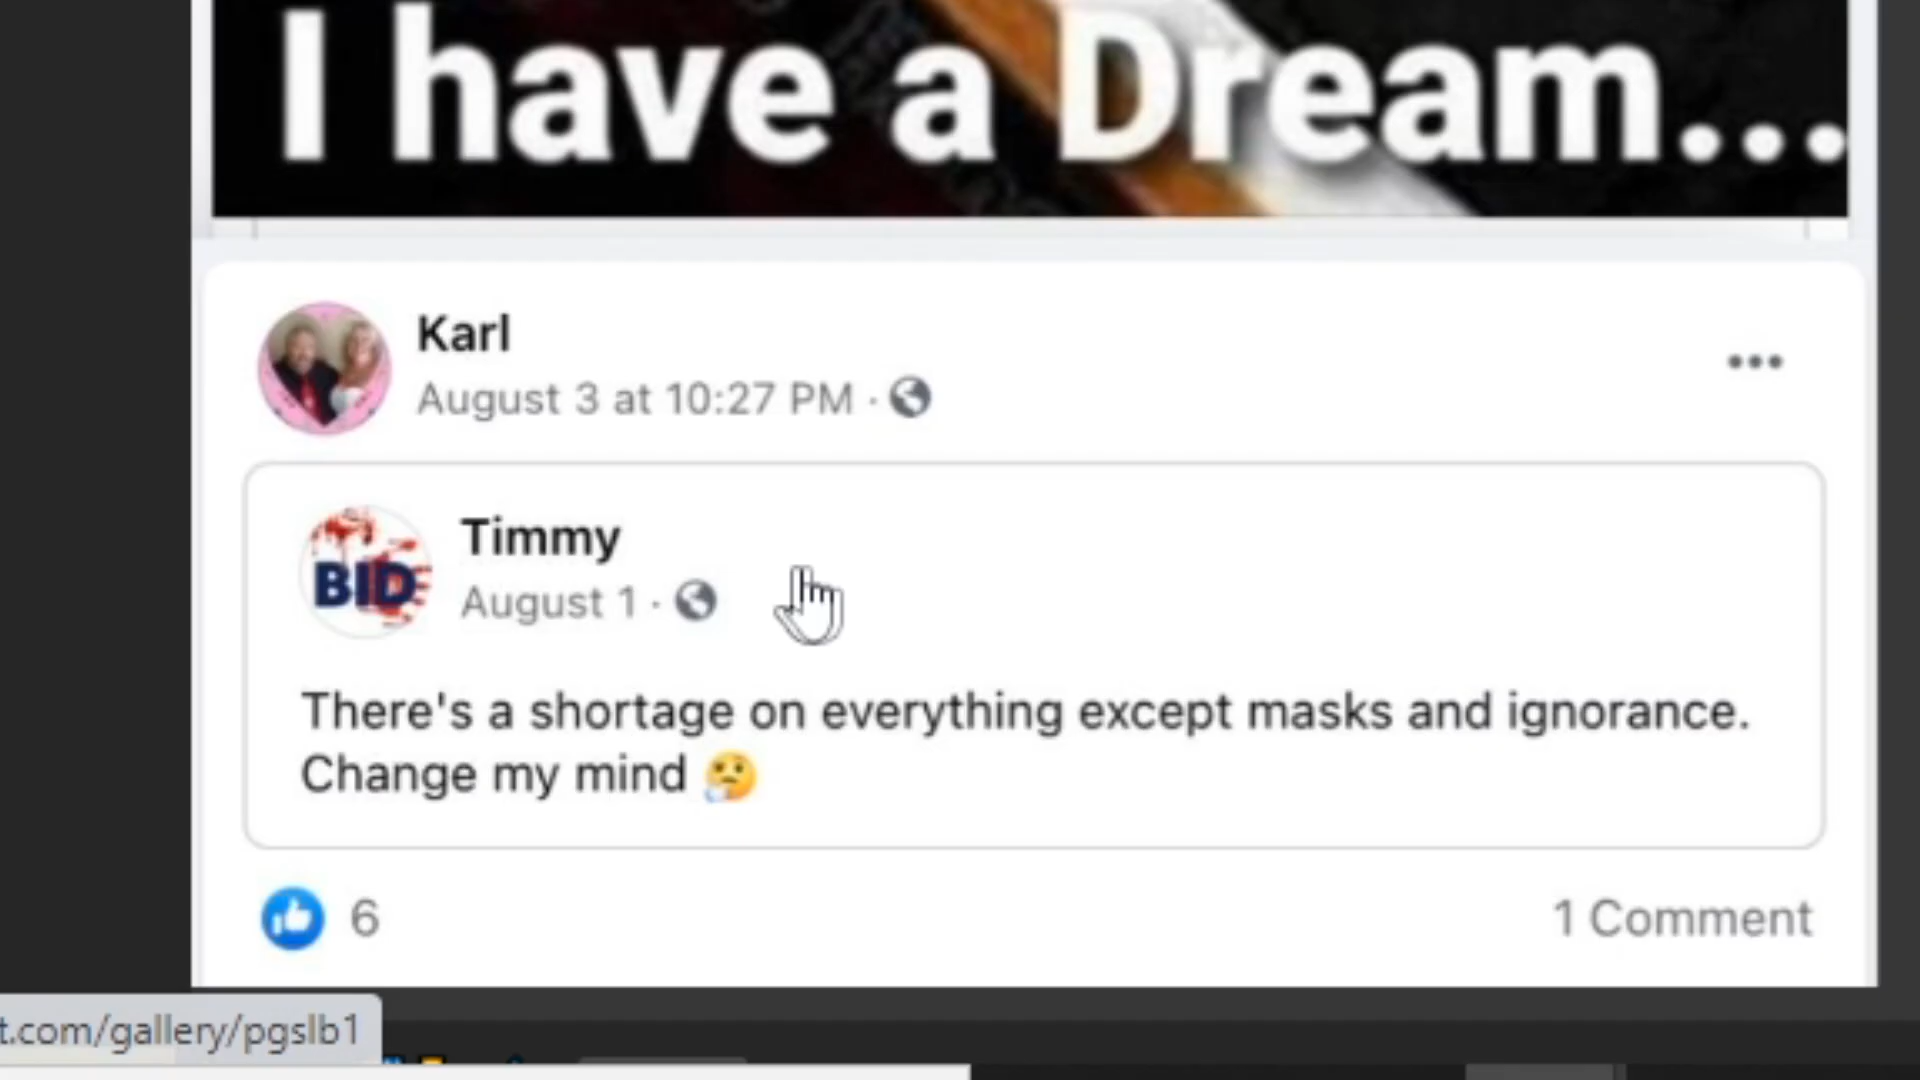 I have a Dream...
Karl
August 3 at 10:27 PM ·
Timmy
August 1 ·
BID
There's a shortage on everything except masks and ignorance.
Change my mind 🤔
6
1 Comment
t.com/gallery/pgslb1